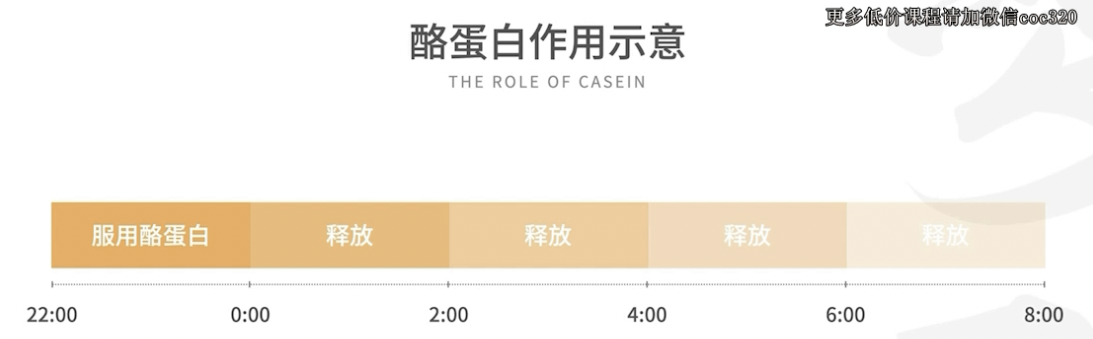 更多低价课程请加微信coc320
酪蛋白作用示意
THE ROLE OF CASEIN
服用酪蛋白 释放 释放 释放 释放
22:00 0:00 2:00 4:00 6:00 8:00